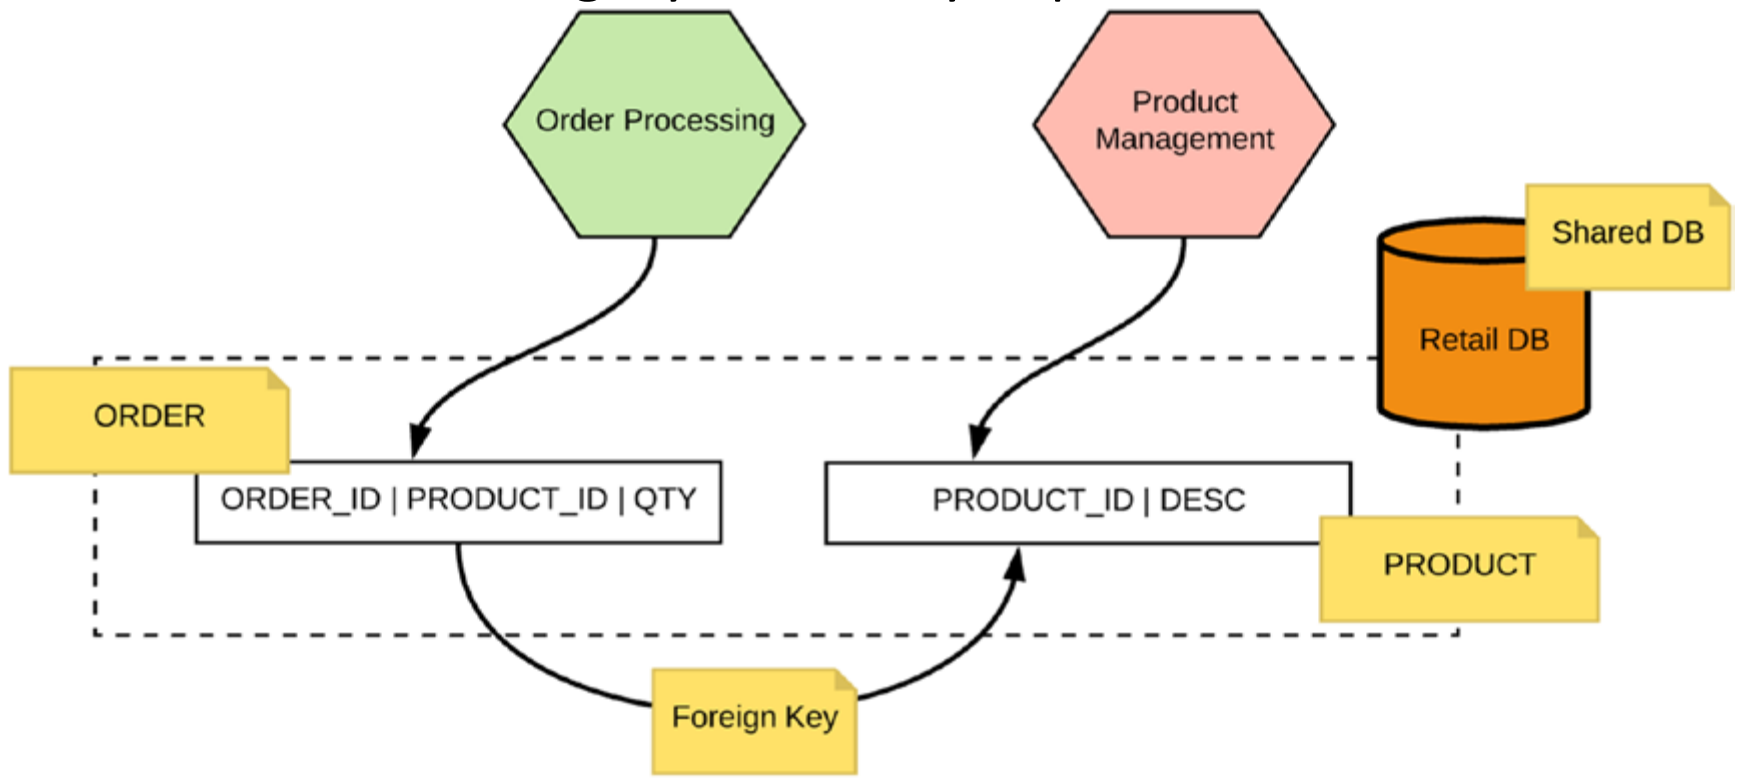 Order Processing
Product
Management
Shared DB
Retail DB
ORDER
ORDER_ID | PRODUCT_ID | QTY
PRODUCT_ID | DESC
PRODUCT
Foreign Key